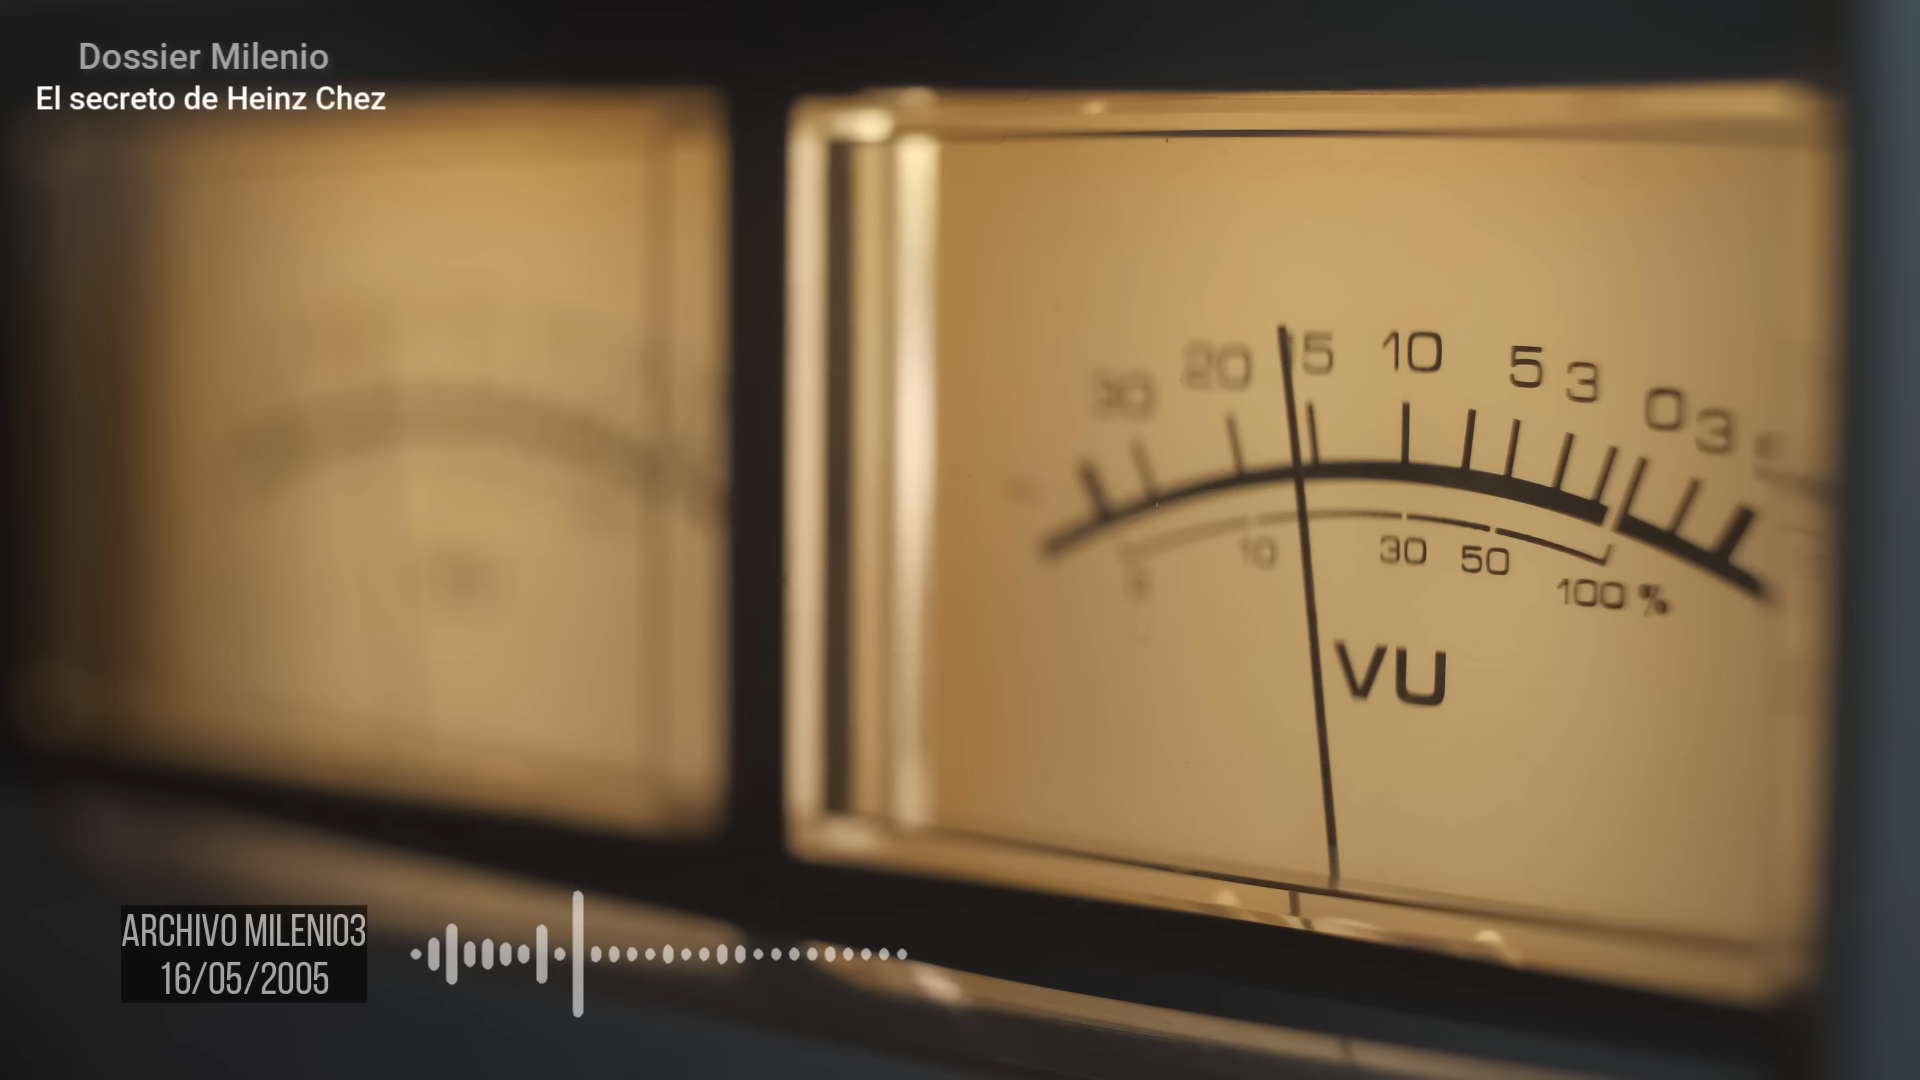 Dossier Milenio
El secreto de Heinz Chez
30 20 15 10 5 3 0 3
10 30 50 100 %
VU
ARCHIVO MILENIO3
16/05/2005